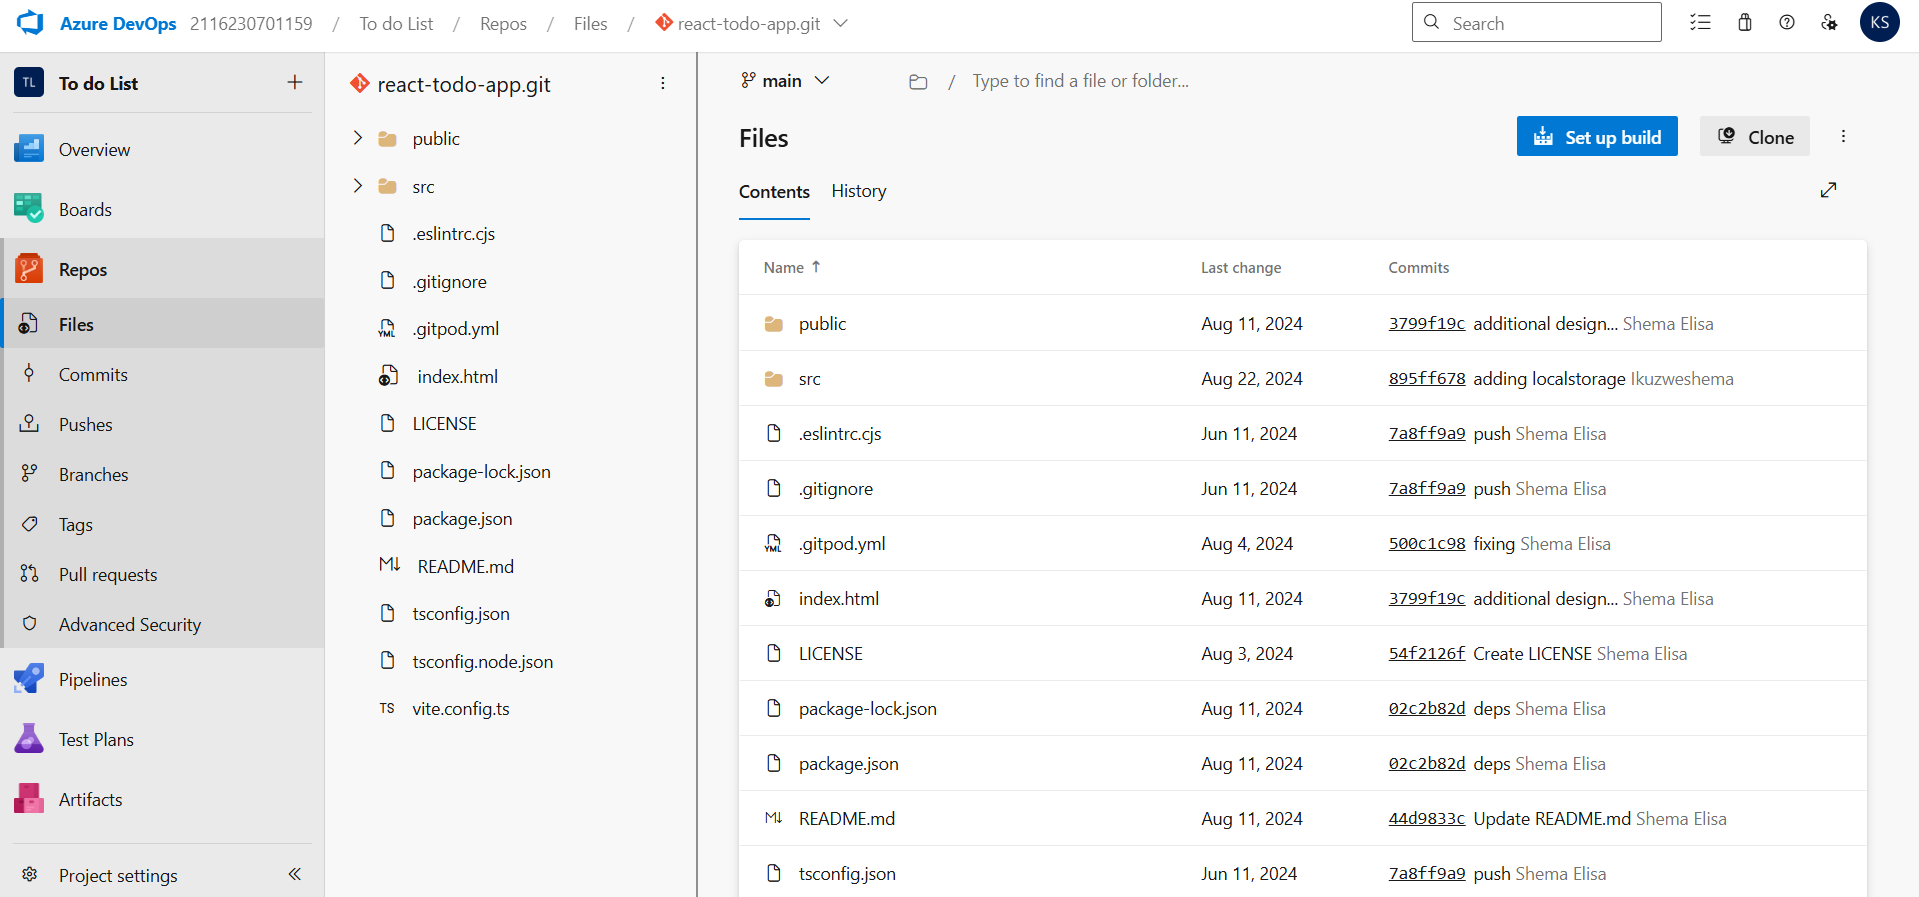 Azure DevOps 2116230701159 / To do List / Repos / Files / react-todo-app.git
Search
KS
TL To do List
Overview
Boards
Repos
Files
Commits
Pushes
Branches
Tags
Pull requests
Advanced Security
Pipelines
Test Plans
Artifacts
Project settings
react-todo-app.git
public
src
.eslintrc.cjs
.gitignore
YML .gitpod.yml
index.html
LICENSE
package-lock.json
package.json
M↓ README.md
tsconfig.json
tsconfig.node.json
TS vite.config.ts
main / Type to find a file or folder...
Files
Set up build
Clone
Contents History
Name ↑ Last change Commits
public Aug 11, 2024 3799f19c additional design... Shema Elisa
src Aug 22, 2024 895ff678 adding localstorage Ikuzweshema
.eslintrc.cjs Jun 11, 2024 7a8ff9a9 push Shema Elisa
.gitignore Jun 11, 2024 7a8ff9a9 push Shema Elisa
YML .gitpod.yml Aug 4, 2024 500c1c98 fixing Shema Elisa
index.html Aug 11, 2024 3799f19c additional design... Shema Elisa
LICENSE Aug 3, 2024 54f2126f Create LICENSE Shema Elisa
package-lock.json Aug 11, 2024 02c2b82d deps Shema Elisa
package.json Aug 11, 2024 02c2b82d deps Shema Elisa
M↓ README.md Aug 11, 2024 44d9833c Update README.md Shema Elisa
tsconfig.json Jun 11, 2024 7a8ff9a9 push Shema Elisa